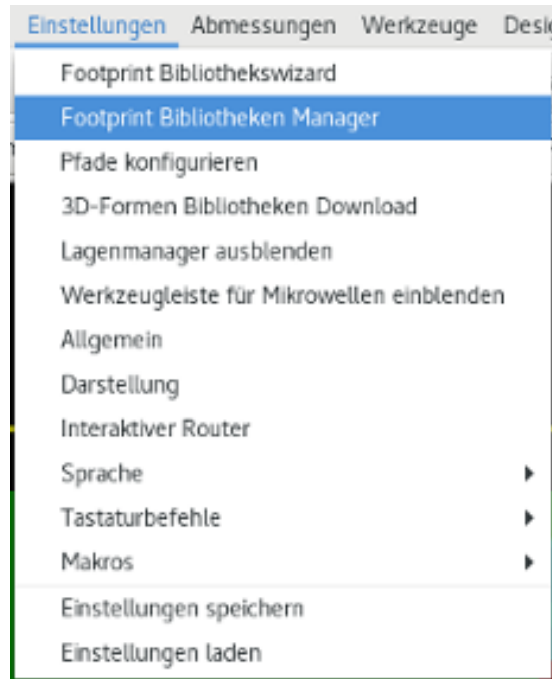 Einstellungen Abmessungen Werkzeuge
Footprint Bibliothekswizard
Footprint Bibliotheken Manager
Pfade konfigurieren
3D-Formen Bibliotheken Download
Lagenmanager ausblenden
Werkzeugleiste für Mikrowellen einblenden
Allgemein
Darstellung
Interaktiver Router
Sprache
Tastaturbefehle
Makros
Einstellungen speichern
Einstellungen laden